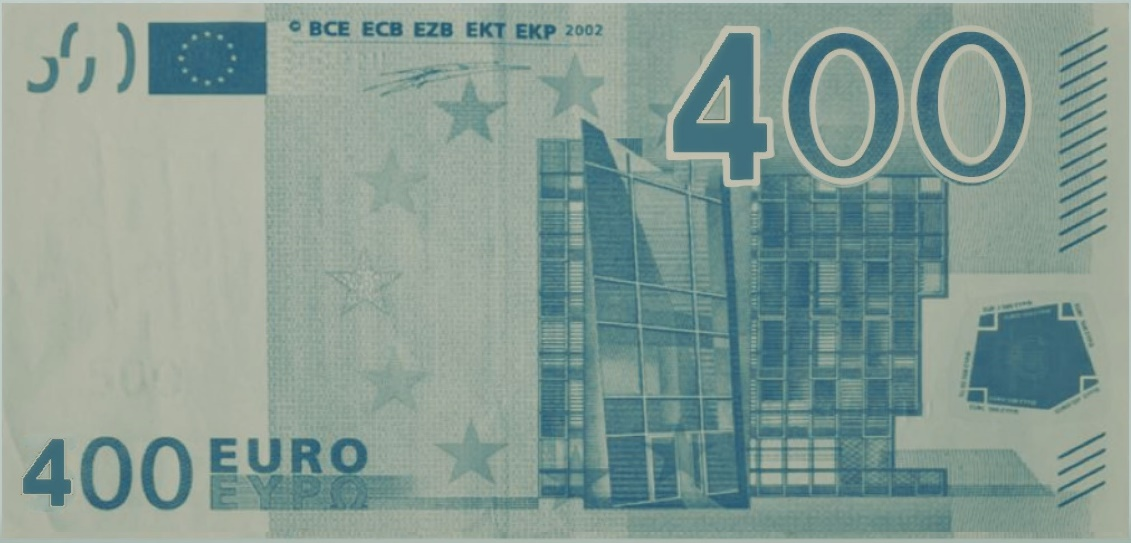 © BCE ECB EZB EKT EKP 2002
400
400 EURO
ΕΥΡΩ